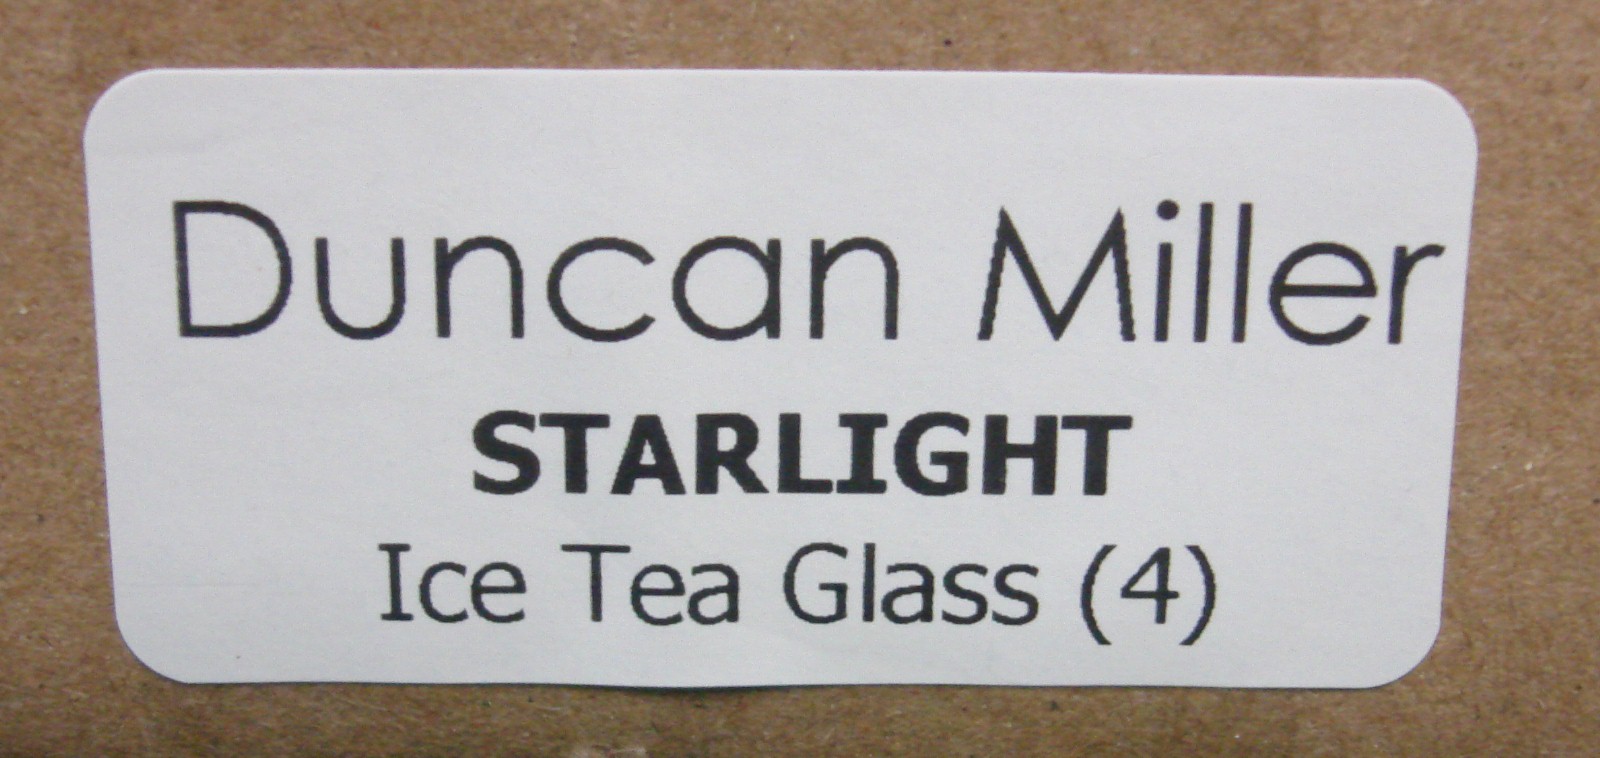 Duncan Miller
STARLIGHT
Ice Tea Glass (4)